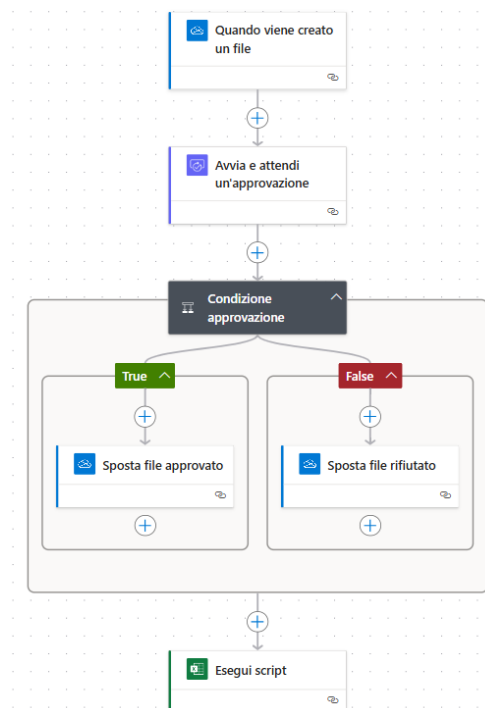 Quando viene creato
un file
Avvia e attendi
un'approvazione
Condizione
approvazione
True
False
Sposta file approvato
Sposta file rifiutato
Esegui script